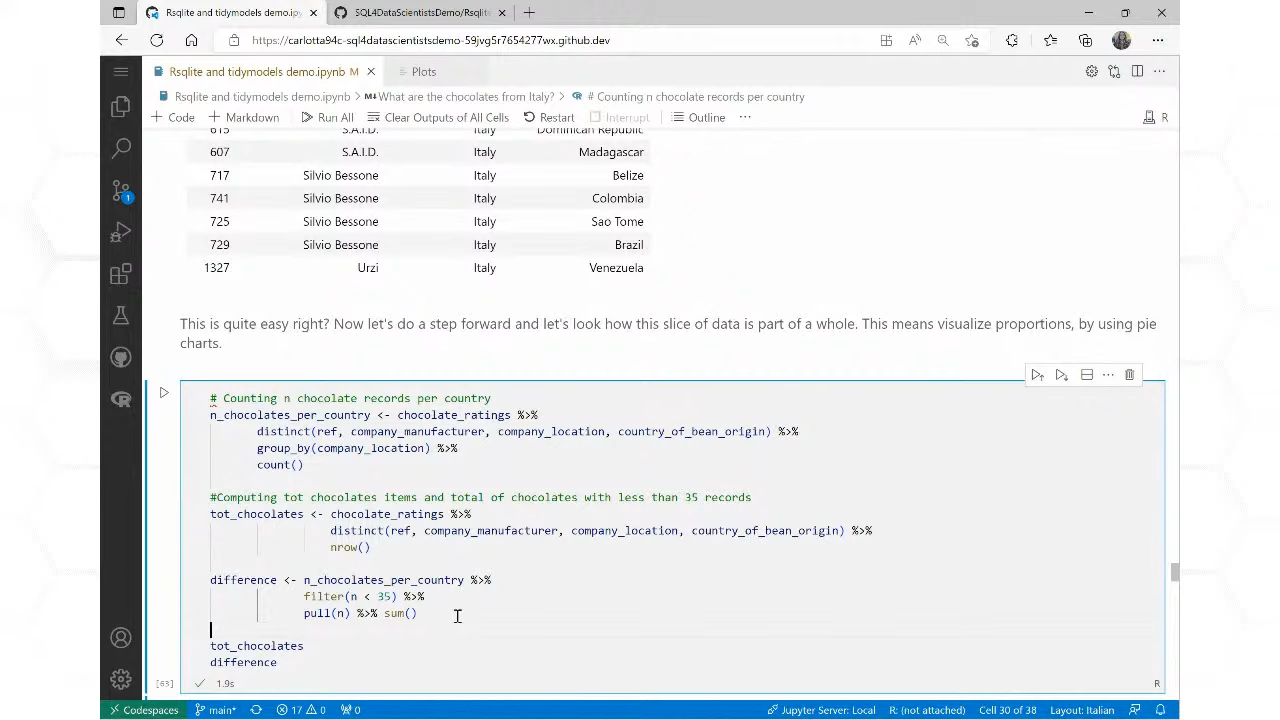 Rsqlite and tidymodels demo.ipy
SQL4DataScientistsDemo/Rsqlite
https://carlotta94c-sql4datascientistsdemo-59jvg5r7654277wx.github.dev
Rsqlite and tidymodels demo.ipynb M
Plots
Rsqlite and tidymodels demo.ipynb > M↓What are the chocolates from Italy? > # Counting n chocolate records per country
+ Code + Markdown Run All Clear Outputs of All Cells Restart Interrupt Outline ... R
615 S.A.I.D. Italy Dominican Republic
607 S.A.I.D. Italy Madagascar
717 Silvio Bessone Italy Belize
741 Silvio Bessone Italy Colombia
725 Silvio Bessone Italy Sao Tome
729 Silvio Bessone Italy Brazil
1327 Urzi Italy Venezuela
This is quite easy right? Now let's do a step forward and let's look how this slice of data is part of a whole. This means visualize proportions, by using pie
charts.
# Counting n chocolate records per country
n_chocolates_per_country <- chocolate_ratings %>%
distinct(ref, company_manufacturer, company_location, country_of_bean_origin) %>%
group_by(company_location) %>%
count()
#Computing tot chocolates items and total of chocolates with less than 35 records
tot_chocolates <- chocolate_ratings %>%
distinct(ref, company_manufacturer, company_location, country_of_bean_origin) %>%
nrow()
difference <- n_chocolates_per_country %>%
filter(n < 35) %>%
pull(n) %>% sum()
tot_chocolates
difference
[63] 1.9s R
Codespaces main* 17 0 0 Jupyter Server: Local R: (not attached) Cell 30 of 38 Layout: Italian